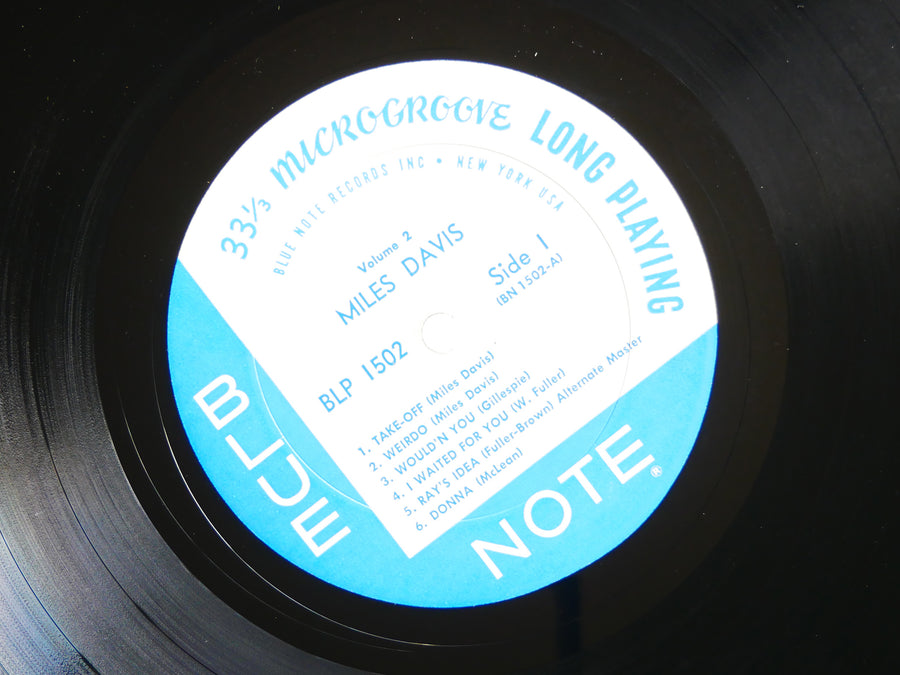 33⅓ MICROGROOVE LONG PLAYING
BLUE NOTE RECORDS INC • NEW YORK USA
Volume 2
MILES DAVIS
Side 1
(BN 1502-A)
BLP 1502
1. TAKE-OFF (Miles Davis)
2. WEIRDO (Miles Davis)
3. WOULD'N YOU (Gillespie)
4. I WAITED FOR YOU (W. Fuller)
5. RAY'S IDEA (Fuller-Brown) Alternate Master
6. DONNA (McLean)
BLUE
NOTE®